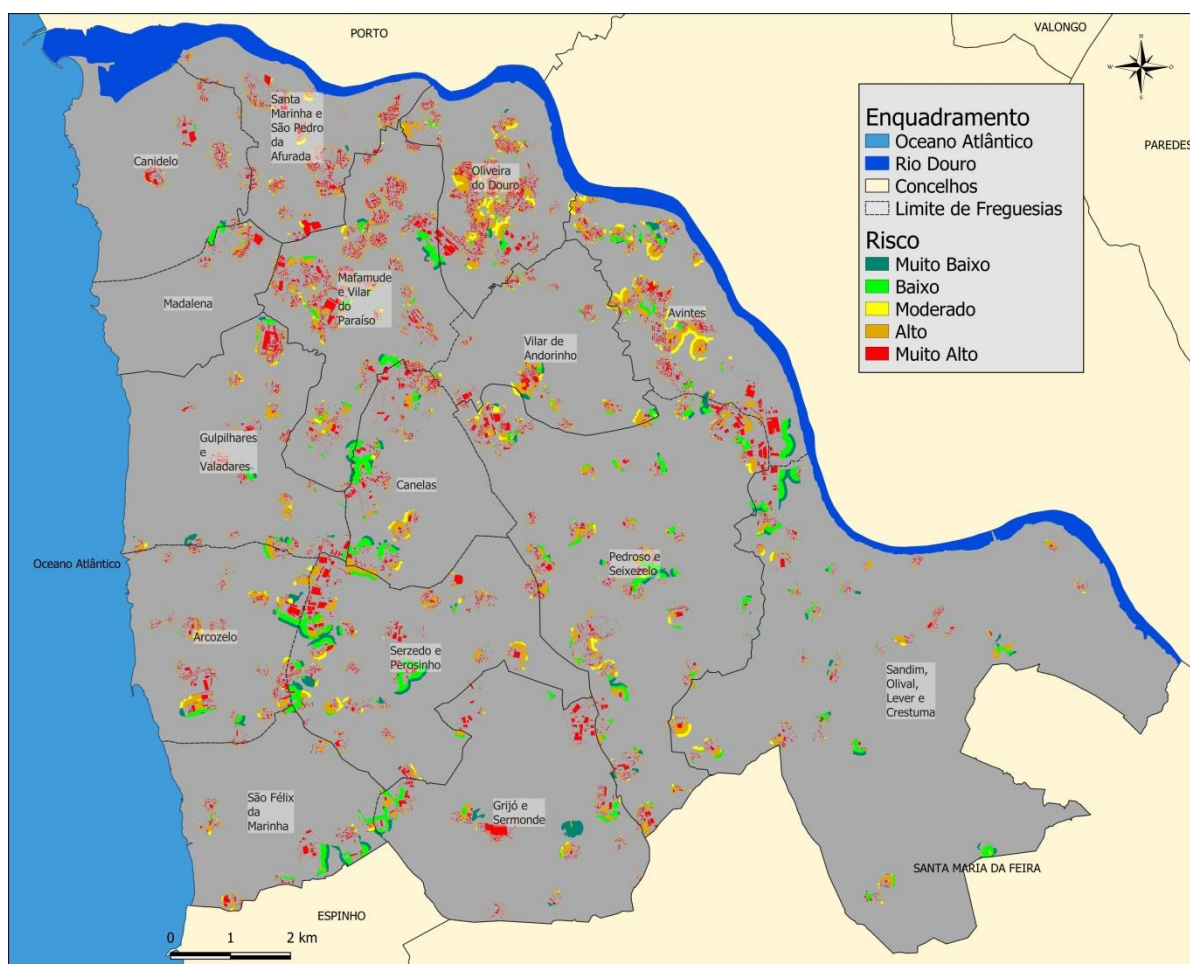 PORTO
VALONGO
N
W
O
S
PAREDES
Enquadramento
Oceano Atlântico
Rio Douro
Concelhos
Limite de Freguesias
Risco
Muito Baixo
Baixo
Moderado
Alto
Muito Alto
Santa
Marinha e
São Pedro
da
Afurada
Canidelo
Oliveira
do Douro
Madalena
Mafamude
e Vilar
do
Paraíso
Avintes
Vilar de
Andorinho
Gulpilhares
e
Valadares
Canelas
Oceano Atlântico
Pedroso e
Seixezelo
Arcozelo
Serzedo e
Perosinho
Sandim,
Olival,
Lever e
Crestuma
São Félix
da
Marinha
Grijó e
Sermonde
SANTA MARIA DA FEIRA
ESPINHO
0 1 2 km